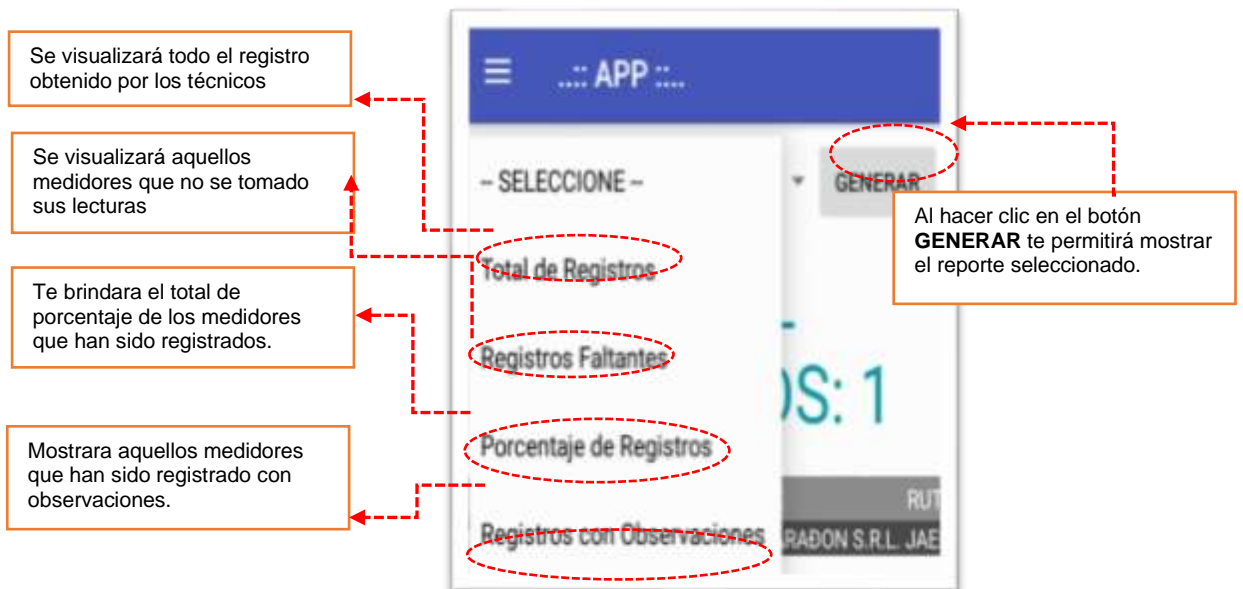 Se visualizará todo el registro
obtenido por los técnicos
Se visualizará aquellos
medidores que no se tomado
sus lecturas
Te brindara el total de
porcentaje de los medidores
que han sido registrados.
Mostrara aquellos medidores
que han sido registrado con
observaciones.
..:: APP ::..
-- SELECCIONE --
GENERAR
Total de Registros
Registros Faltantes
Porcentaje de Registros
Registros con Observaciones
OS: 1
RUT
RAÐON S.R.L. JAE
Al hacer clic en el botón
GENERAR te permitirá mostrar
el reporte seleccionado.